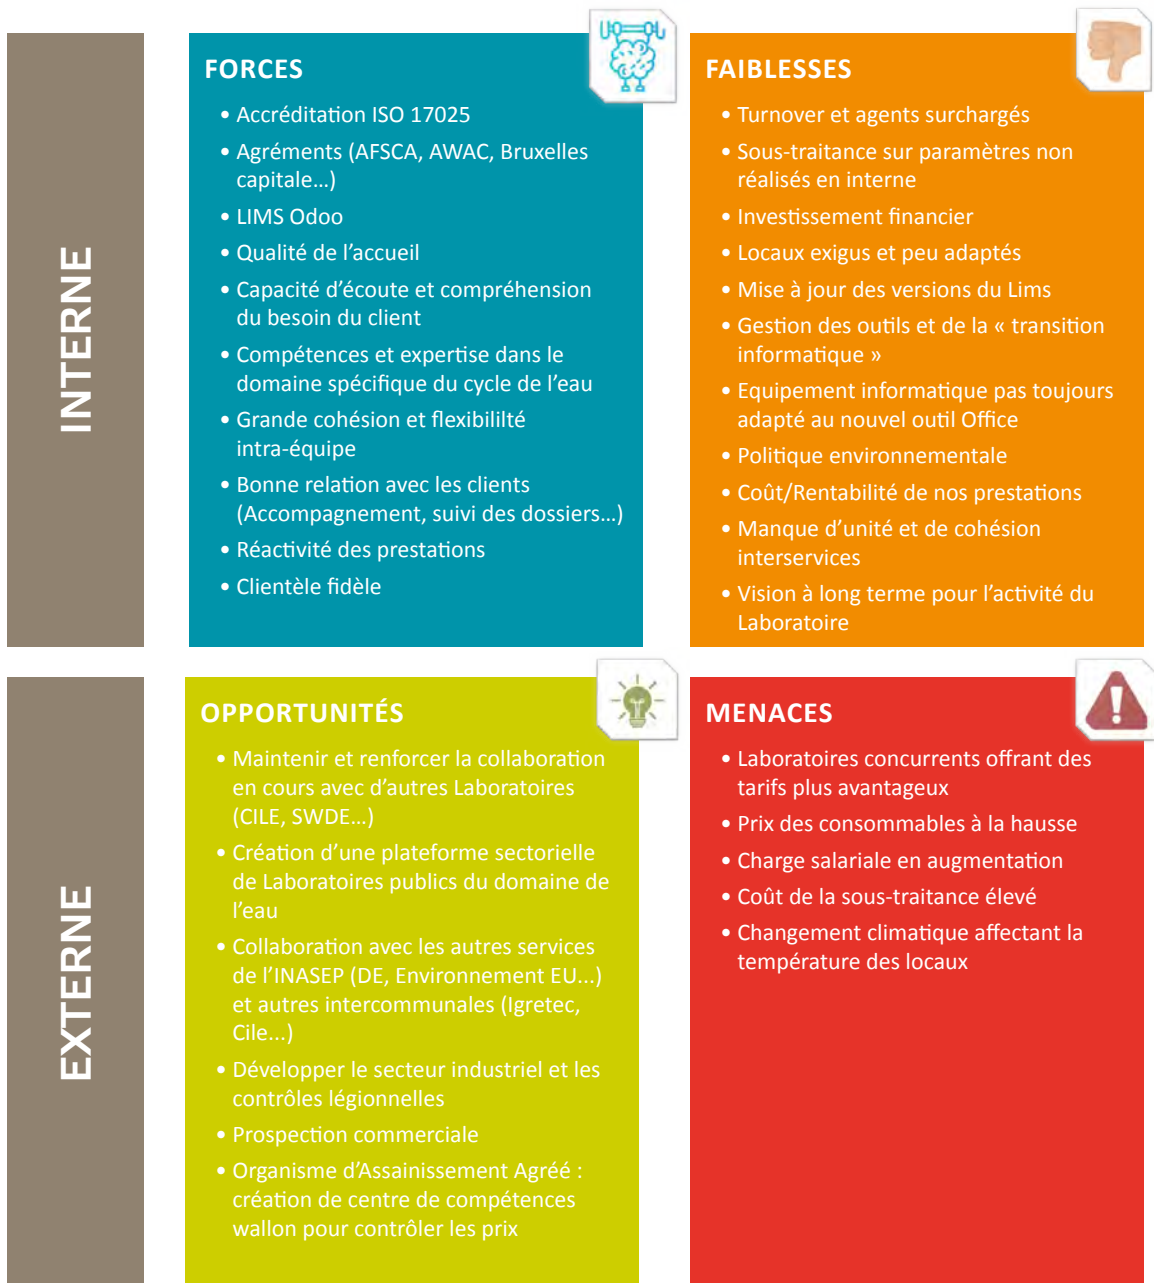 INTERNE
FORCES
• Accréditation ISO 17025
• Agréments (AFSCA, AWAC, Bruxelles
capitale…)
• LIMS Odoo
• Qualité de l’accueil
• Capacité d’écoute et compréhension
du besoin du client
• Compétences et expertise dans le
domaine spécifique du cycle de l’eau
• Grande cohésion et flexibililté
intra-équipe
• Bonne relation avec les clients
(Accompagnement, suivi des dossiers…)
• Réactivité des prestations
• Clientèle fidèle
FAIBLESSES
• Turnover et agents surchargés
• Sous-traitance sur paramètres non
réalisés en interne
• Investissement financier
• Locaux exigus et peu adaptés
• Mise à jour des versions du Lims
• Gestion des outils et de la « transition
informatique »
• Equipement informatique pas toujours
adapté au nouvel outil Office
• Politique environnementale
• Coût/Rentabilité de nos prestations
• Manque d’unité et de cohésion
interservices
• Vision à long terme pour l’activité du
Laboratoire
EXTERNE
OPPORTUNITÉS
• Maintenir et renforcer la collaboration
en cours avec d’autres Laboratoires
(CILE, SWDE…)
• Création d’une plateforme sectorielle
de Laboratoires publics du domaine de
l’eau
• Collaboration avec les autres services
de l’INASEP (DE, Environnement EU...)
et autres intercommunales (Igretec,
Cile...)
• Développer le secteur industriel et les
contrôles légionnelles
• Prospection commerciale
• Organisme d’Assainissement Agréé :
création de centre de compétences
wallon pour contrôler les prix
MENACES
• Laboratoires concurrents offrant des
tarifs plus avantageux
• Prix des consommables à la hausse
• Charge salariale en augmentation
• Coût de la sous-traitance élevé
• Changement climatique affectant la
température des locaux